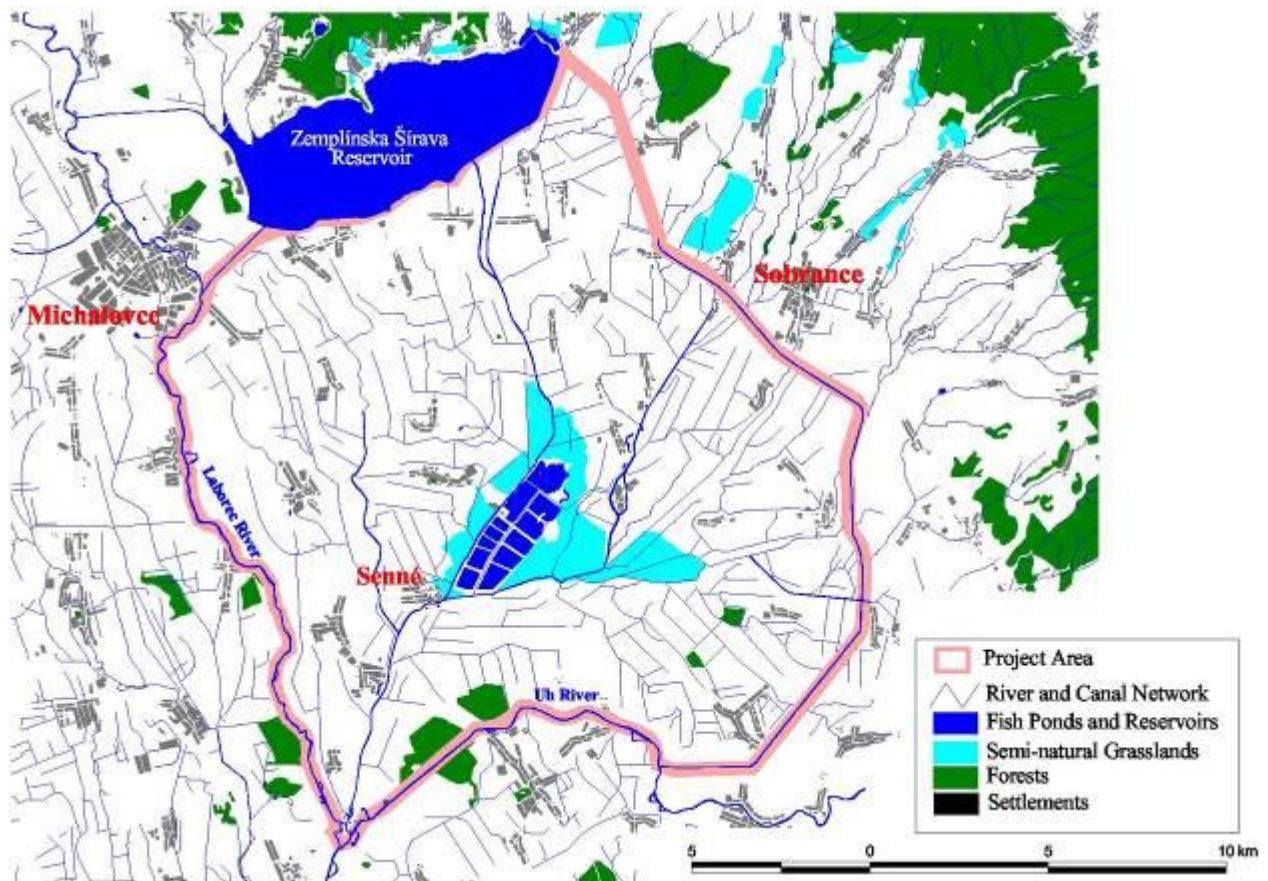 Zemplínska Šírava
Reservoir
Sobrance
Michalovce
Laborec River
Senné
Uh River
Project Area
River and Canal Network
Fish Ponds and Reservoirs
Semi-natural Grasslands
Forests
Settlements
5 0 5 10 km